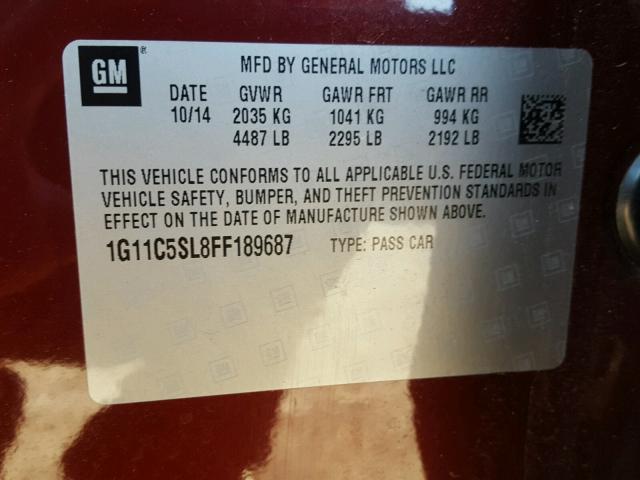 GM
®
MFD BY GENERAL MOTORS LLC
DATE GVWR GAWR FRT GAWR RR
10/14 2035 KG 1041 KG 994 KG
4487 LB 2295 LB 2192 LB
THIS VEHICLE CONFORMS TO ALL APPLICABLE U.S. FEDERAL MOTOR
VEHICLE SAFETY, BUMPER, AND THEFT PREVENTION STANDARDS IN
EFFECT ON THE DATE OF MANUFACTURE SHOWN ABOVE.
1G11C5SL8FF189687 TYPE: PASS CAR